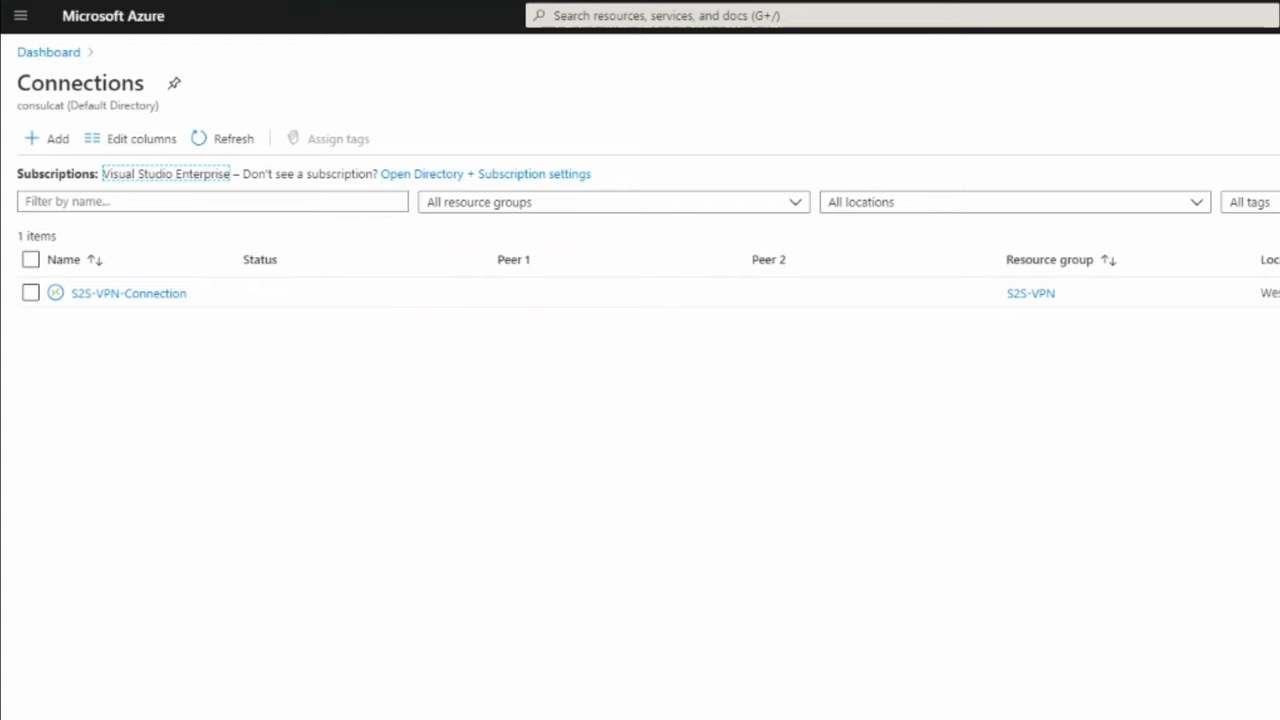 Microsoft Azure
Search resources, services, and docs (G+/)
Dashboard
Connections
consulcat (Default Directory)
Add Edit columns Refresh Assign tags
Subscriptions: Visual Studio Enterprise – Don't see a subscription? Open Directory + Subscription settings
Filter by name... All resource groups All locations All tags
1 items
Name Status Peer 1 Peer 2 Resource group Loc
S2S-VPN-Connection S2S-VPN Wes